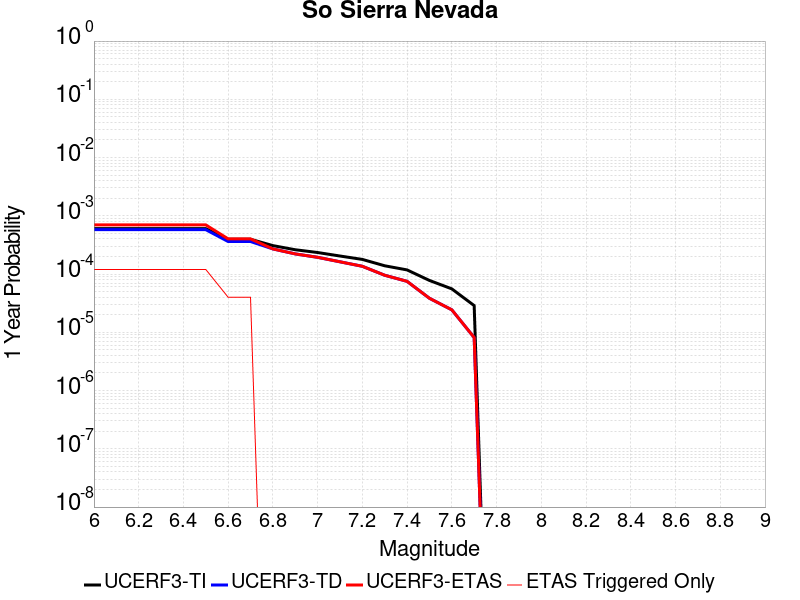 So Sierra Nevada
10^0
10^-1
10^-2
10^-3
10^-4
10^-5
10^-6
10^-7
10^-8
1 Year Probability
6 6.2 6.4 6.6 6.8 7 7.2 7.4 7.6 7.8 8 8.2 8.4 8.6 8.8 9
Magnitude
UCERF3-TI UCERF3-TD UCERF3-ETAS ETAS Triggered Only